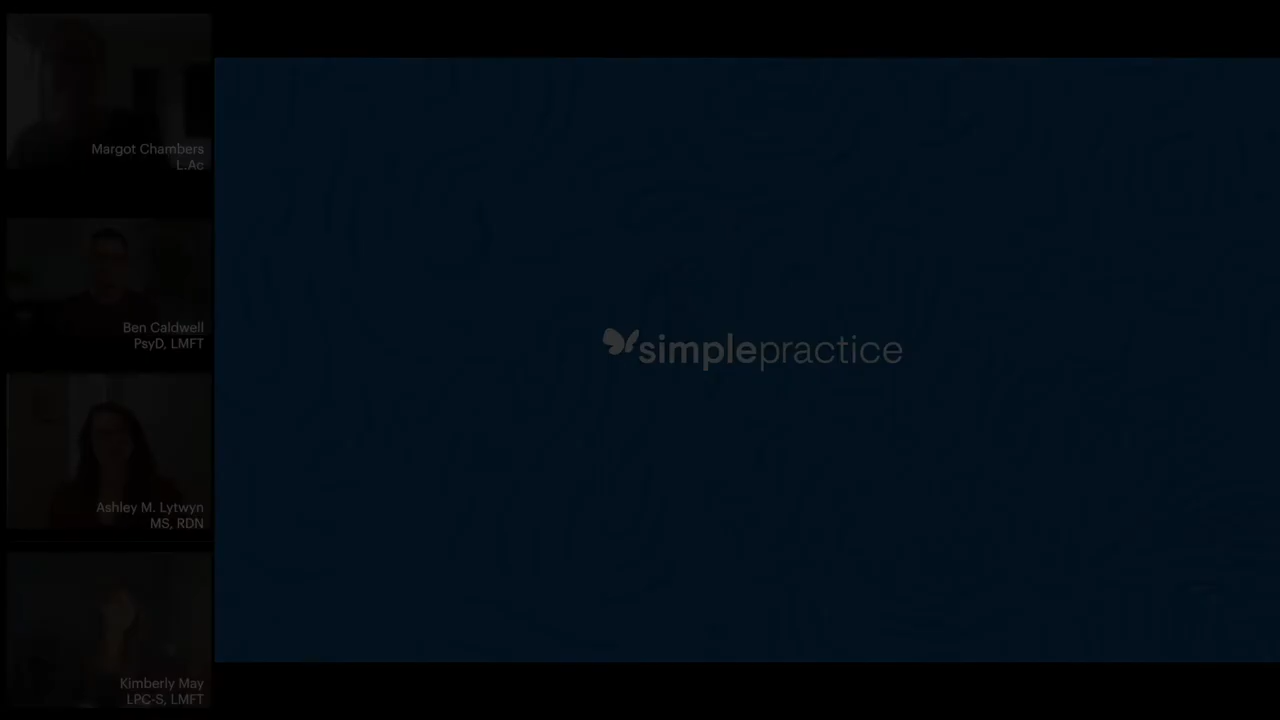 Margot Chambers
L.Ac
Ben Caldwell
PsyD, LMFT
simplepractice
Ashley M. Lytwyn
MS, RDN
Kimberly May
LPC-S, LMFT